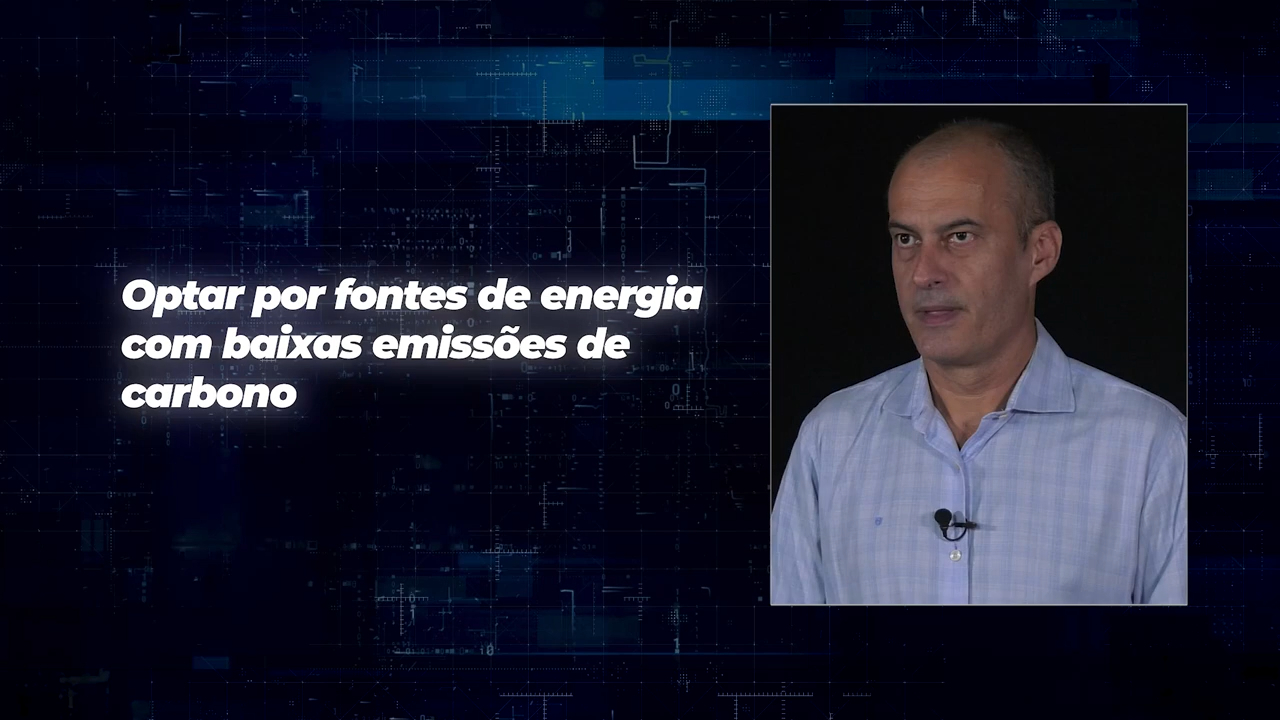 Optar por fontes de energia
com baixas emissões de
carbono